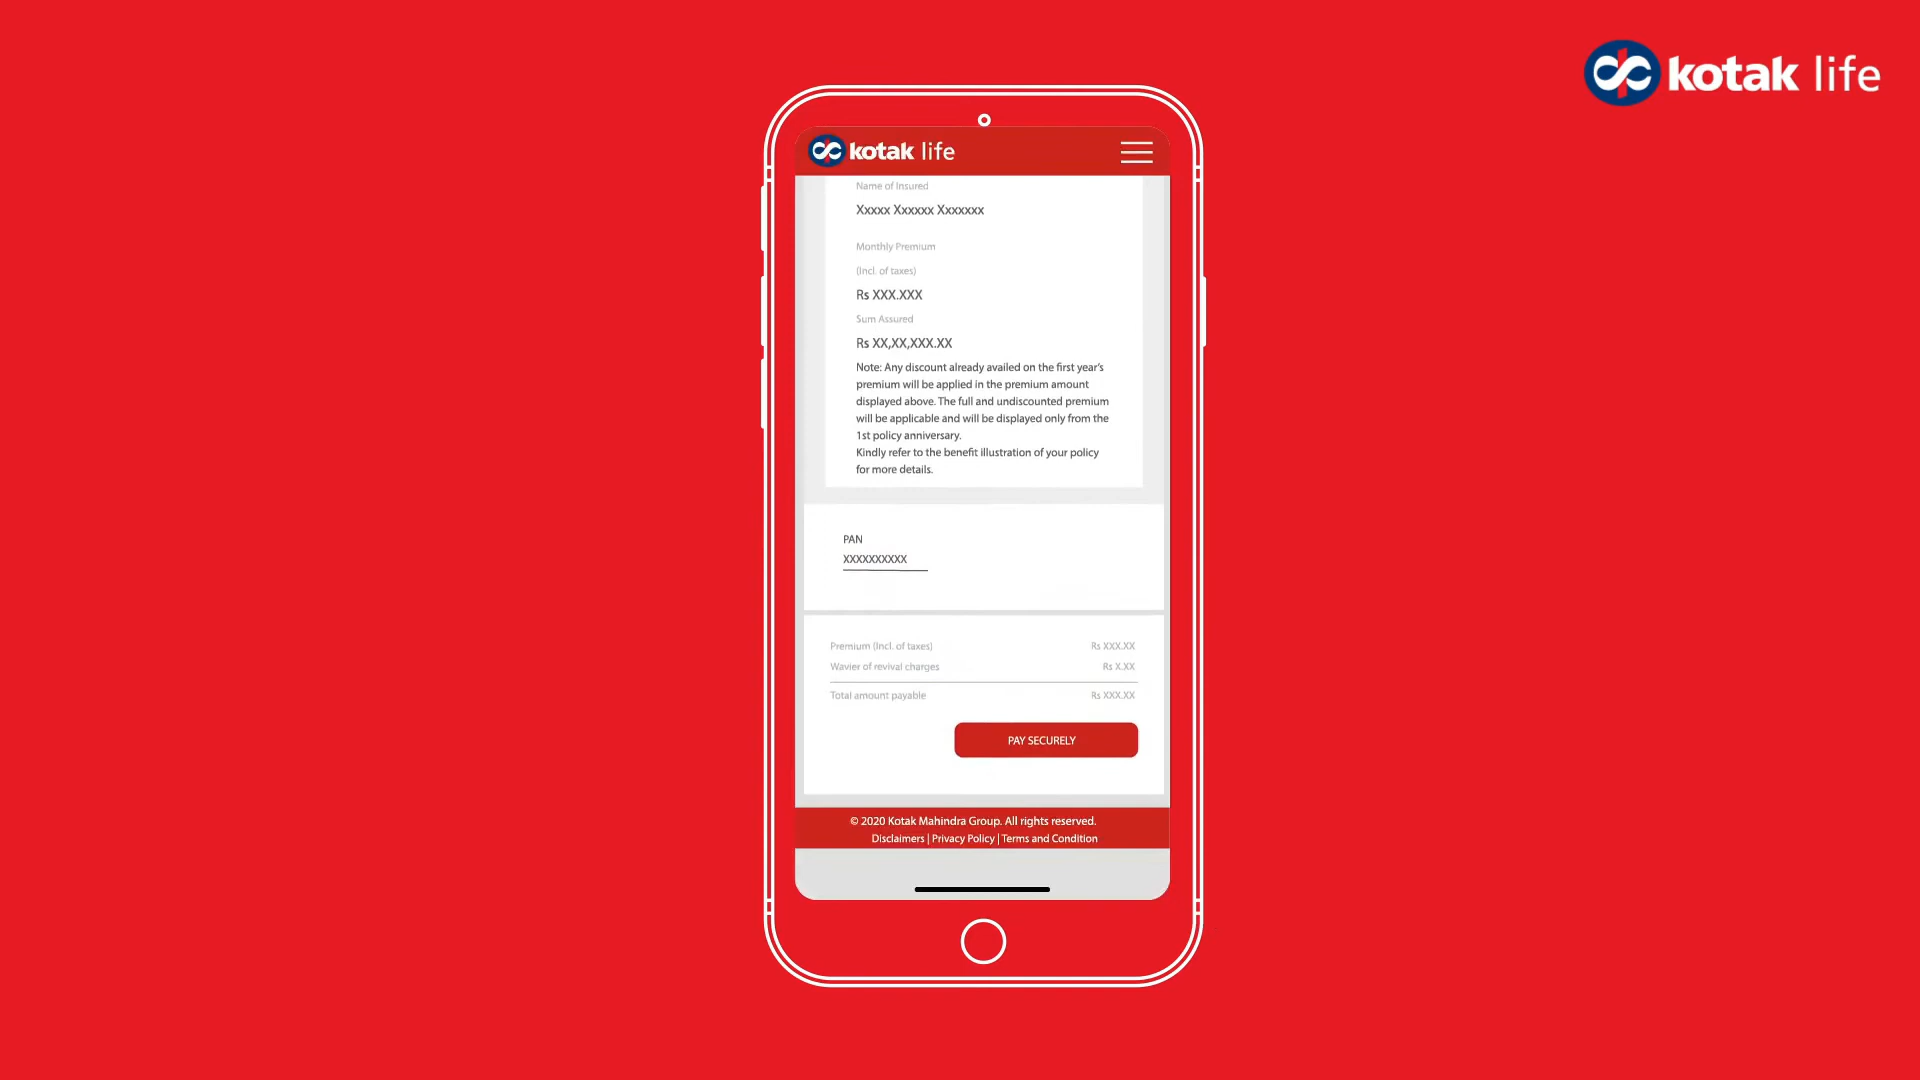 kotak life
kotak life
Name of Insured
Xxxxx Xxxxxx Xxxxxxx
Monthly Premium
(Incl. of taxes)
Rs XXX.XXX
Sum Assured
Rs XX,XX,XXX.XX
Note: Any discount already availed on the first year's
premium will be applied in the premium amount
displayed above. The full and undiscounted premium
will be applicable and will be displayed only from the
1st policy anniversary.
Kindly refer to the benefit illustration of your policy
for more details.
PAN
XXXXXXXXXX
Premium (Incl. of taxes) Rs XXX.XX
Wavier of revival charges Rs X.XX
Total amount payable Rs XXX.XX
PAY SECURELY
© 2020 Kotak Mahindra Group. All rights reserved.
Disclaimers | Privacy Policy | Terms and Condition